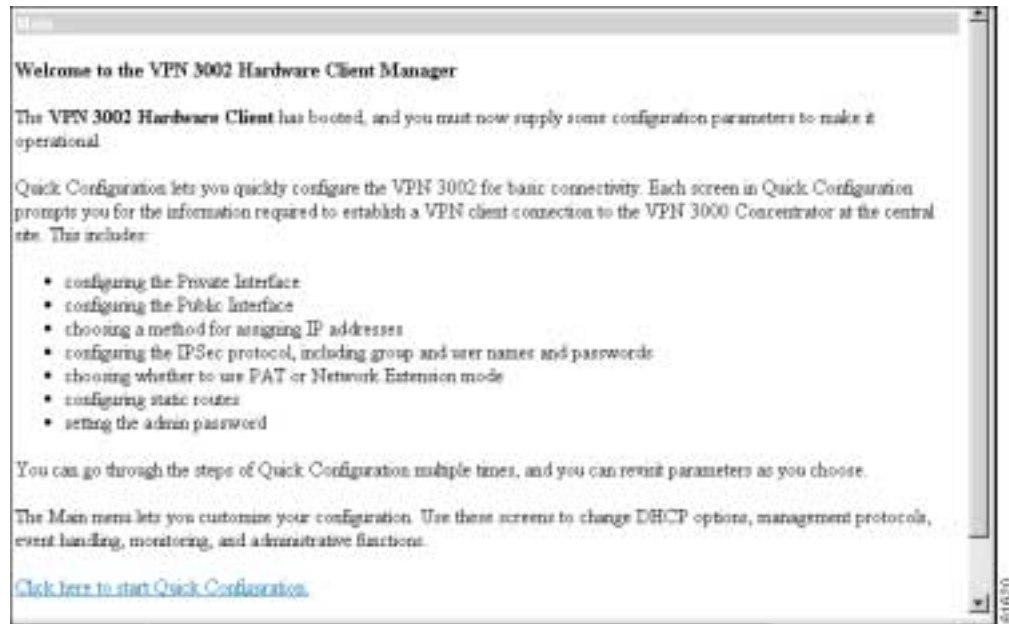 Main
Welcome to the VPN 3002 Hardware Client Manager
The VPN 3002 Hardware Client has booted, and you must now supply some configuration parameters to make it
operational.
Quick Configuration lets you quickly configure the VPN 3002 for basic connectivity. Each screen in Quick Configuration
prompts you for the information required to establish a VPN client connection to the VPN 3000 Concentrator at the central
site. This includes:
• configuring the Private Interface
• configuring the Public Interface
• choosing a method for assigning IP addresses
• configuring the IPSec protocol, including group and user names and passwords
• choosing whether to use PAT or Network Extension mode
• configuring static routes
• setting the admin password
You can go through the steps of Quick Configuration multiple times, and you can revisit parameters as you choose.
The Main menu lets you customize your configuration. Use these screens to change DHCP options, management protocols,
event handling, monitoring, and administrative functions.
Click here to start Quick Configuration.